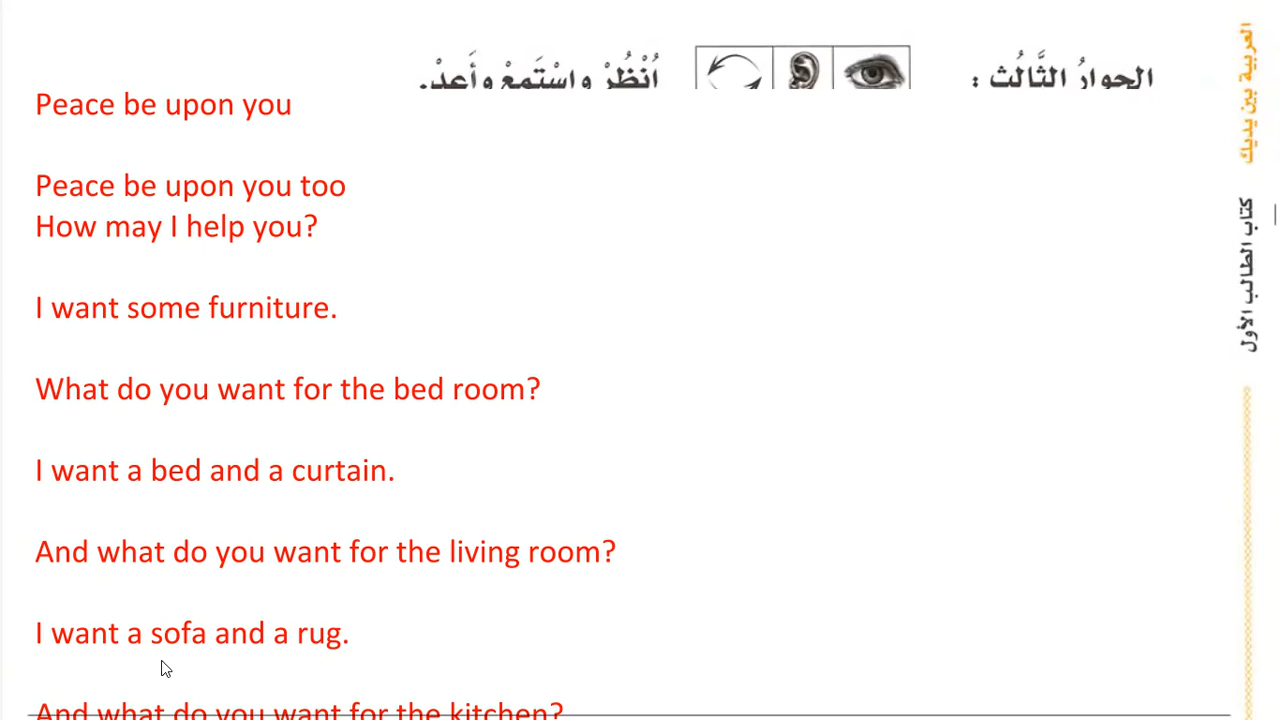 الحوارُ الثَّالُث :
اُنْظُرْ واسْتَمِعْ وأَعِدْ.
Peace be upon you
Peace be upon you too
How may I help you?
I want some furniture.
What do you want for the bed room?
I want a bed and a curtain.
And what do you want for the living room?
I want a sofa and a rug.
And what do you want for the kitchen?
العربية بين يديك
كتاب الطالب الأول